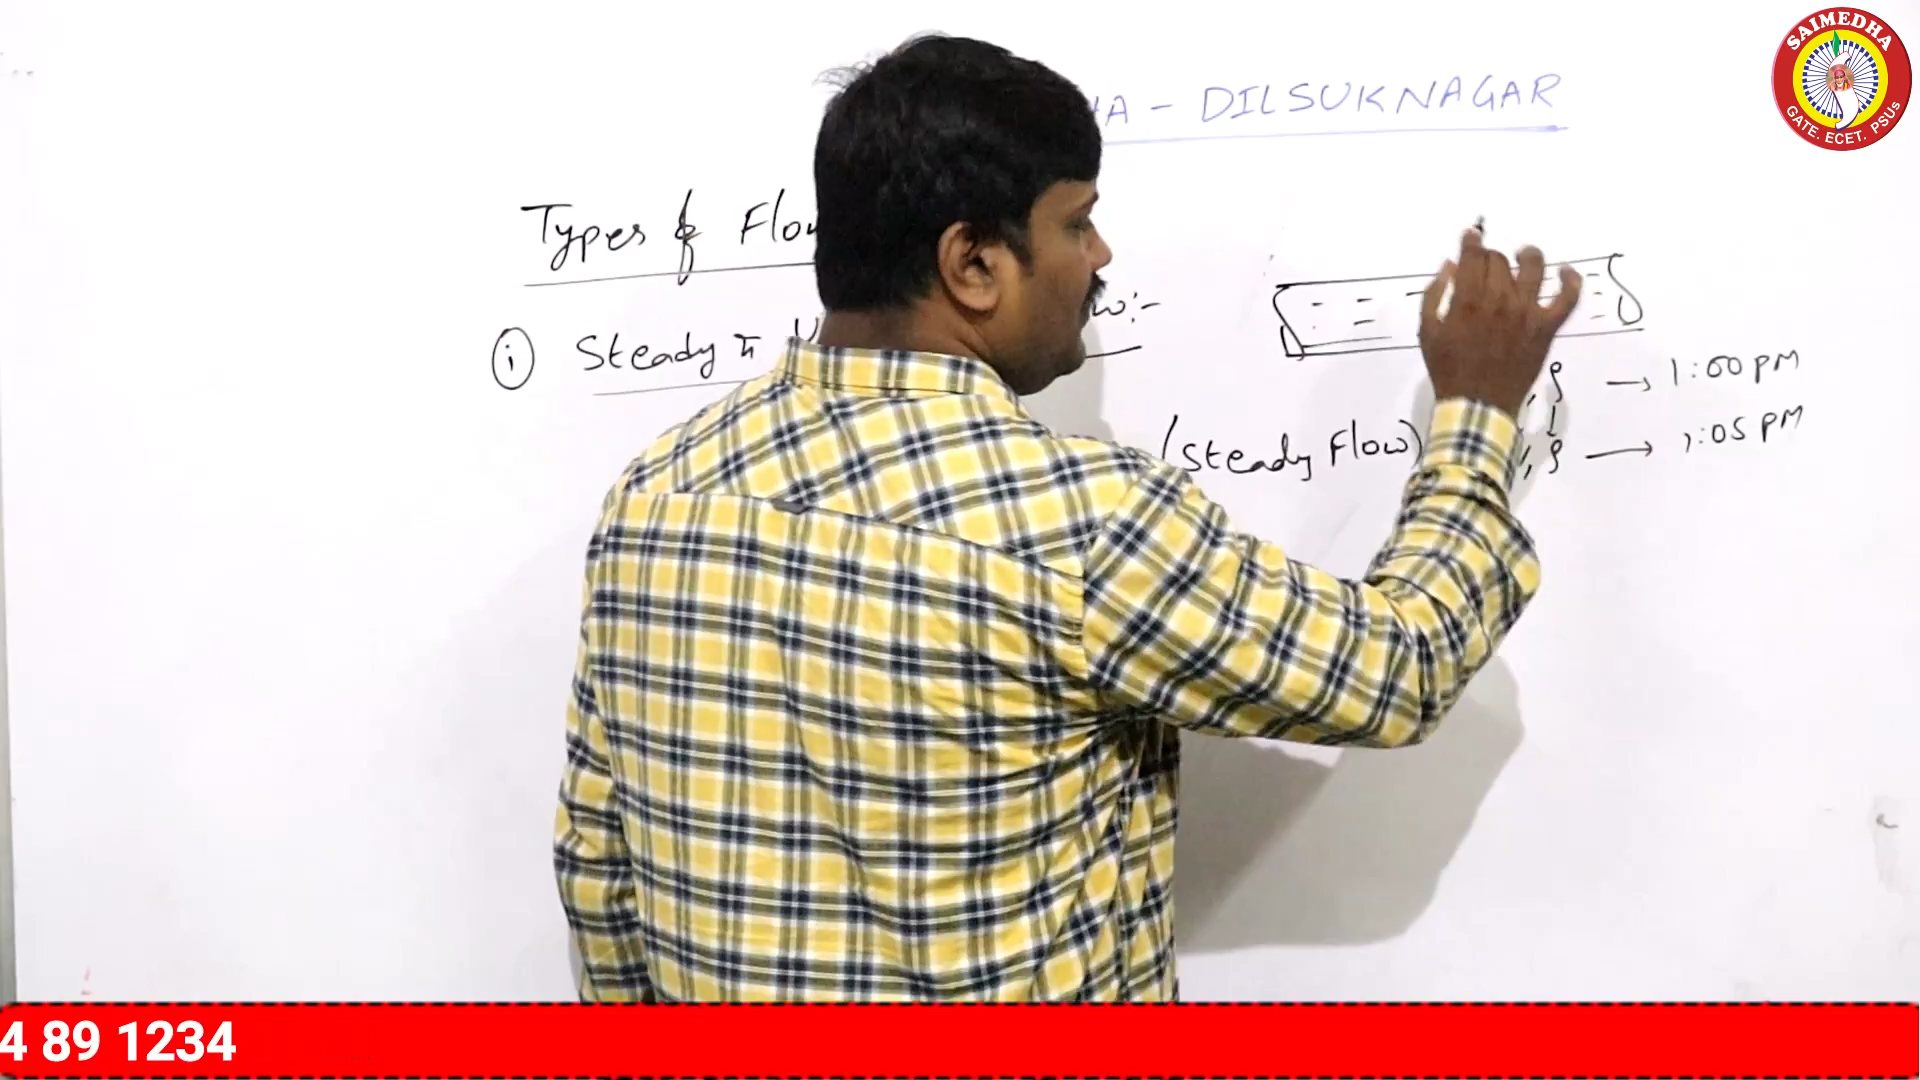 SAIMEDHA
GATE. ECET. PSUs
HA - DILSUKNAGAR
Types of Flo
i Steady
w:-
, ρ → 1:00 PM
(Steady Flow) , ρ → 1:05 PM
4 89 1234